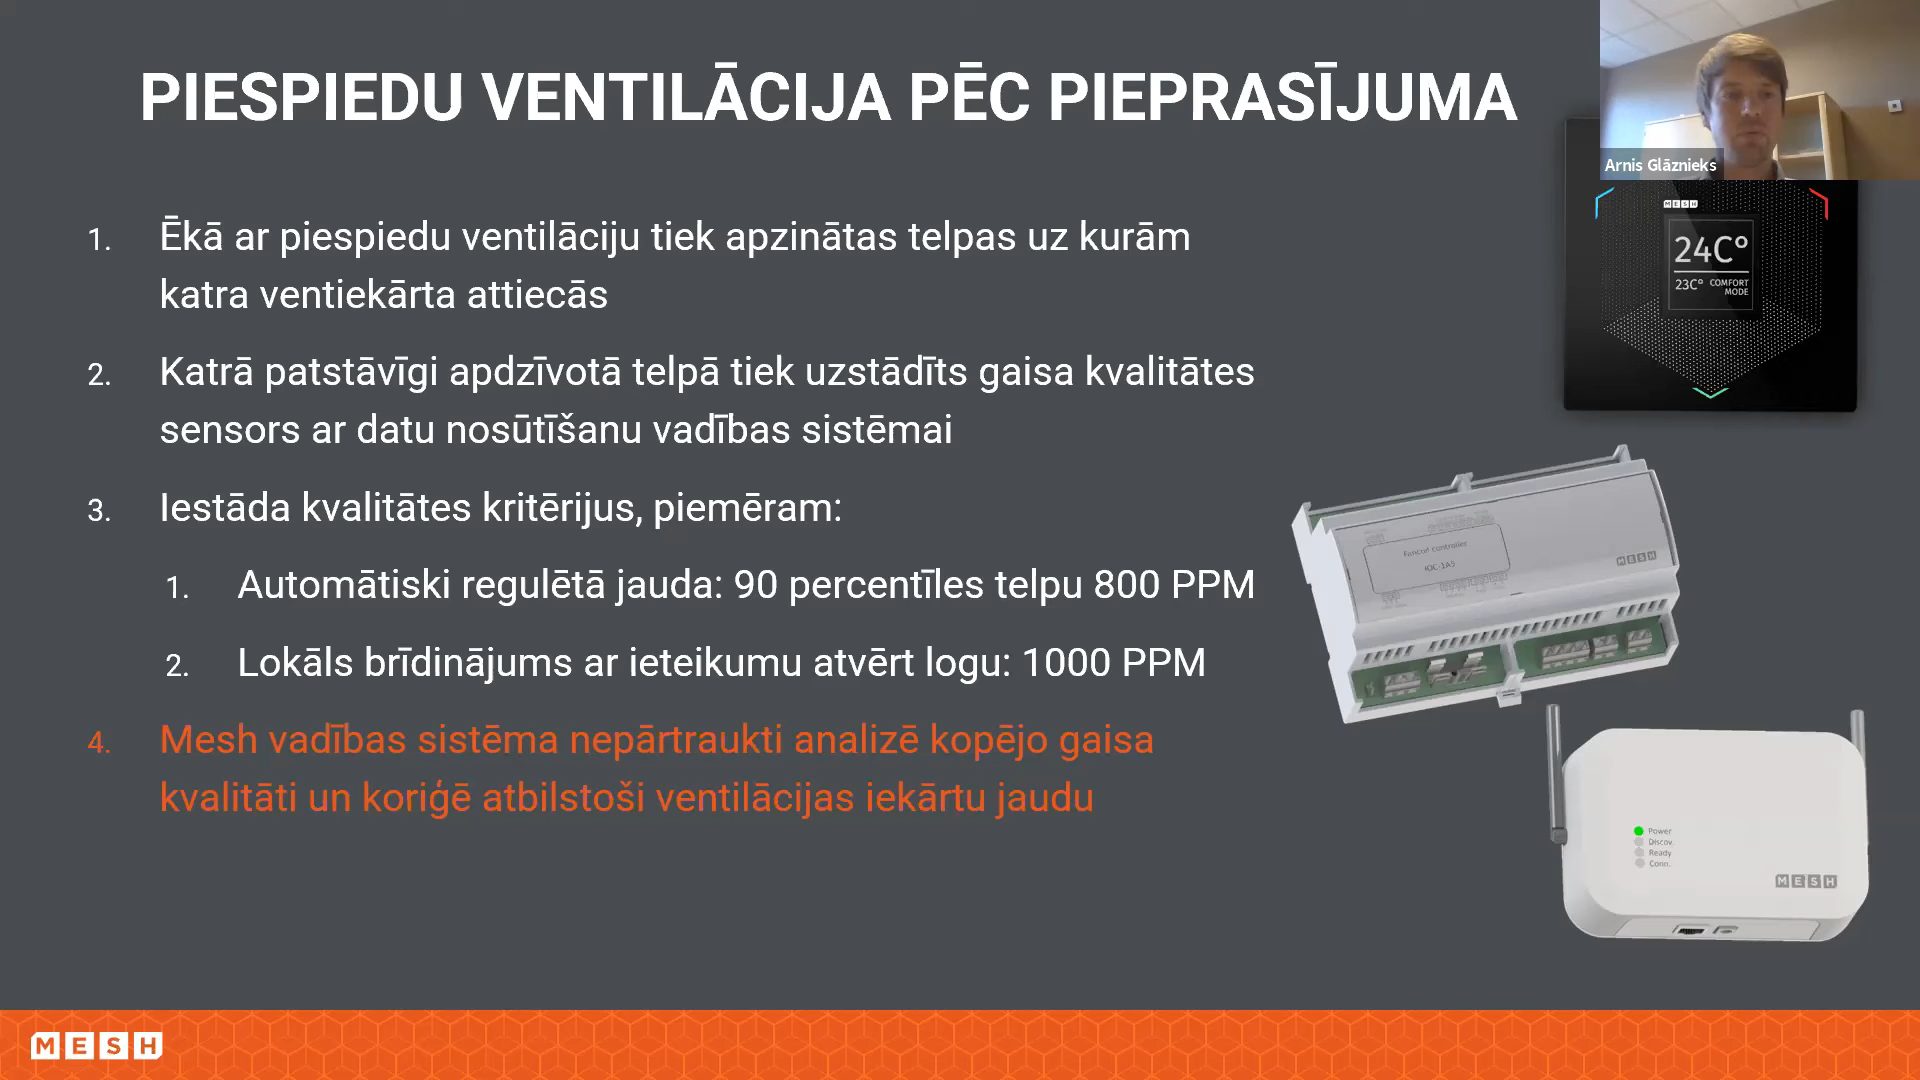 PIESPIEDU VENTILĀCIJA PĒC PIEPRASĪJUMA
Arnis Glāznieks
1. Ēkā ar piespiedu ventilāciju tiek apzinātas telpas uz kurām
katra ventiekārta attiecās
2. Katrā patstāvīgi apdzīvotā telpā tiek uzstādīts gaisa kvalitātes
sensors ar datu nosūtīšanu vadības sistēmai
3. Iestāda kvalitātes kritērijus, piemēram:
1. Automātiski regulētā jauda: 90 percentīles telpu 800 PPM
2. Lokāls brīdinājums ar ieteikumu atvērt logu: 1000 PPM
4. Mesh vadības sistēma nepārtraukti analizē kopējo gaisa
kvalitāti un koriģē atbilstoši ventilācijas iekārtu jaudu
MESH
24C°
23C° COMFORT
MODE
Fancoil controller
MESH
Power
Discov.
Ready
Conn.
MESH
MESH